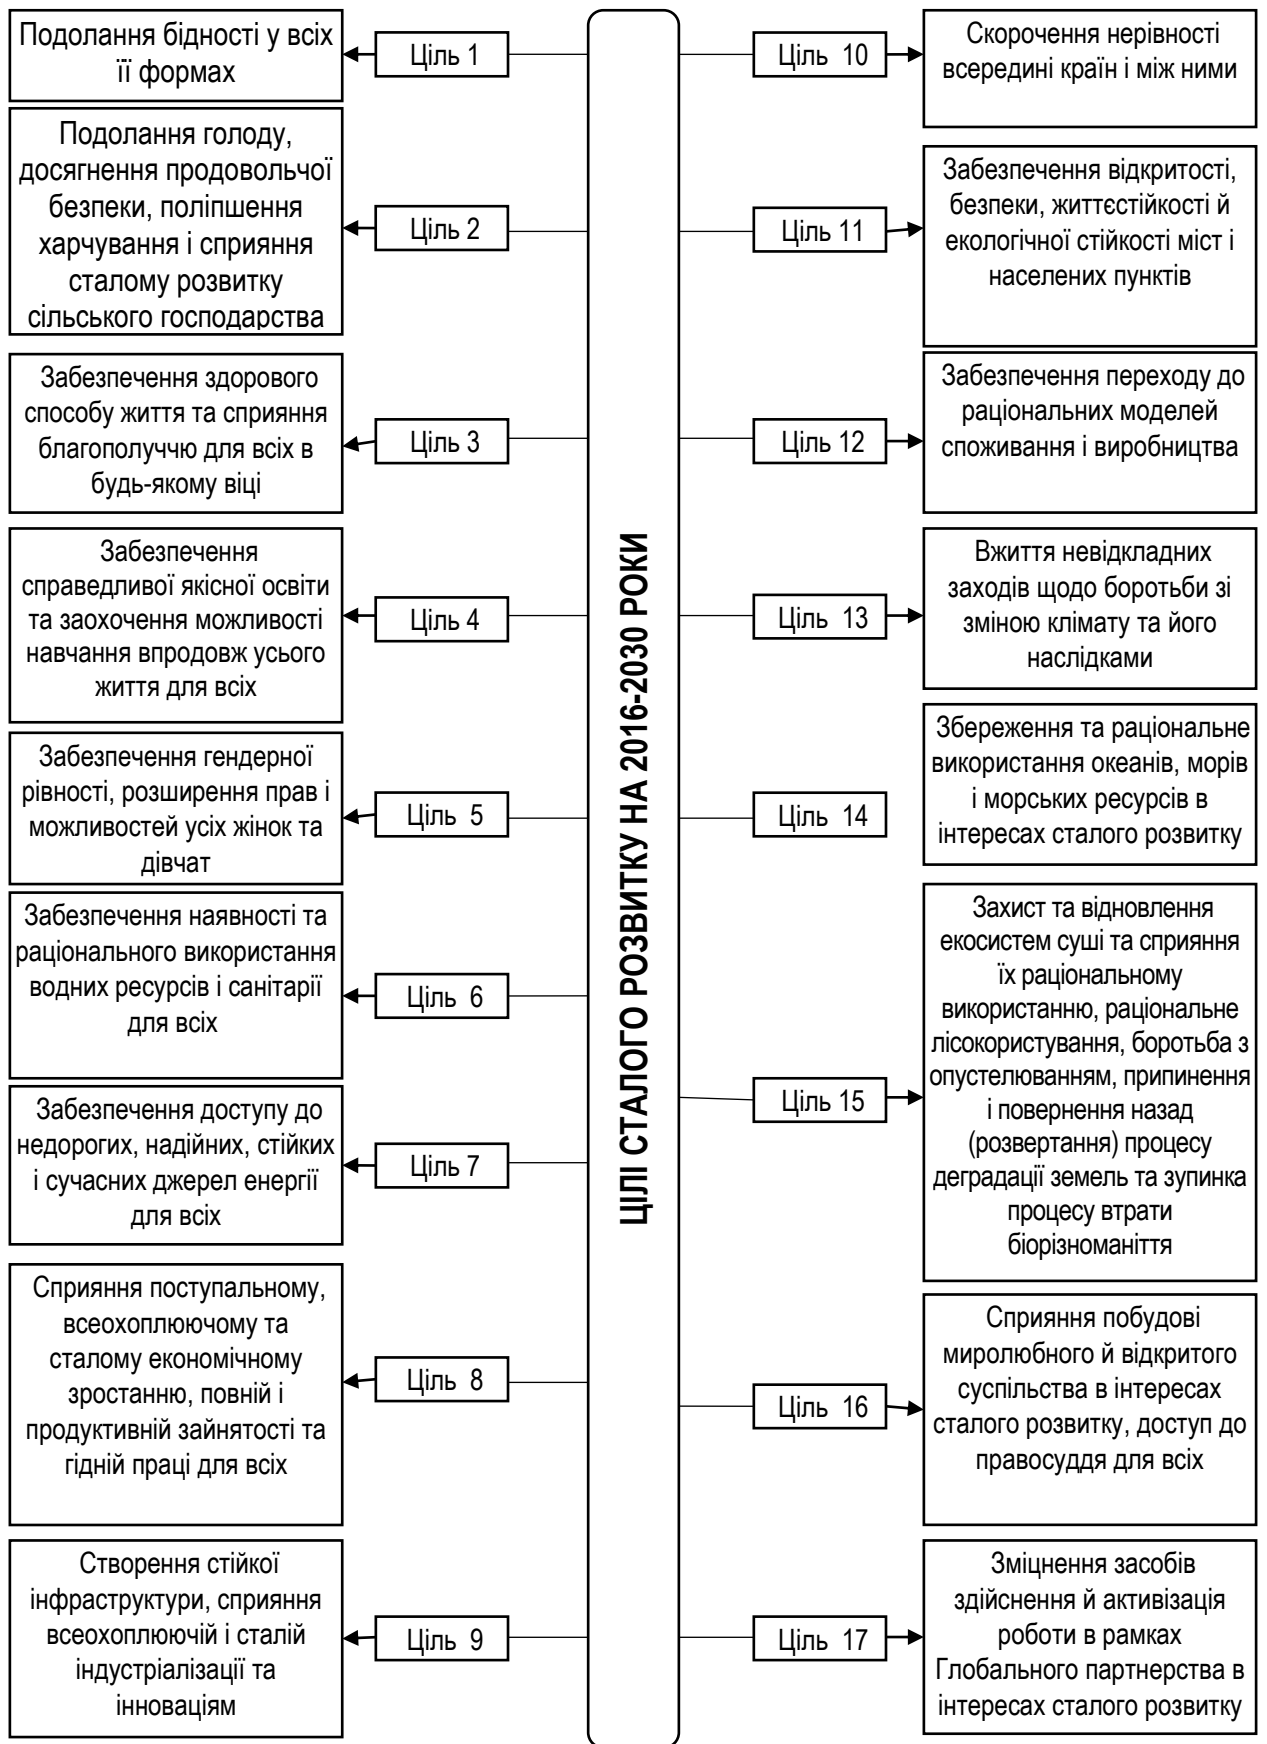 Подолання бідності у всіх
її формах
Ціль 1
Подолання голоду,
досягнення продовольчої
безпеки, поліпшення
харчування і сприяння
сталому розвитку
сільського господарства
Ціль 2
Забезпечення здорового
способу життя та сприяння
благополуччю для всіх в
будь-якому віці
Ціль 3
Забезпечення
справедливої якісної освіти
та заохочення можливості
навчання впродовж усього
життя для всіх
Ціль 4
Забезпечення гендерної
рівності, розширення прав і
можливостей усіх жінок та
дівчат
Ціль 5
Забезпечення наявності та
раціонального використання
водних ресурсів і санітарії
для всіх
Ціль 6
Забезпечення доступу до
недорогих, надійних, стійких
і сучасних джерел енергії
для всіх
Ціль 7
Сприяння поступальному,
всеохоплюючому та
сталому економічному
зростанню, повній і
продуктивній зайнятості та
гідній праці для всіх
Ціль 8
Створення стійкої
інфраструктури, сприяння
всеохоплюючій і сталій
індустріалізації та
інноваціям
Ціль 9
ЦІЛІ СТАЛОГО РОЗВИТКУ НА 2016-2030 РОКИ
Ціль 10
Скорочення нерівності
всередині країн і між ними
Ціль 11
Забезпечення відкритості,
безпеки, життєстійкості й
екологічної стійкості міст і
населених пунктів
Ціль 12
Забезпечення переходу до
раціональних моделей
споживання і виробництва
Ціль 13
Вжиття невідкладних
заходів щодо боротьби зі
зміною клімату та його
наслідками
Ціль 14
Збереження та раціональне
використання океанів, морів
і морських ресурсів в
інтересах сталого розвитку
Ціль 15
Захист та відновлення
екосистем суші та сприяння
їх раціональному
використанню, раціональне
лісокористування, боротьба з
опустелюванням, припинення
і повернення назад
(розвертання) процесу
деградації земель та зупинка
процесу втрати
біорізноманіття
Ціль 16
Сприяння побудові
миролюбного й відкритого
суспільства в інтересах
сталого розвитку, доступ до
правосуддя для всіх
Ціль 17
Зміцнення засобів
здійснення й активізація
роботи в рамках
Глобального партнерства в
інтересах сталого розвитку